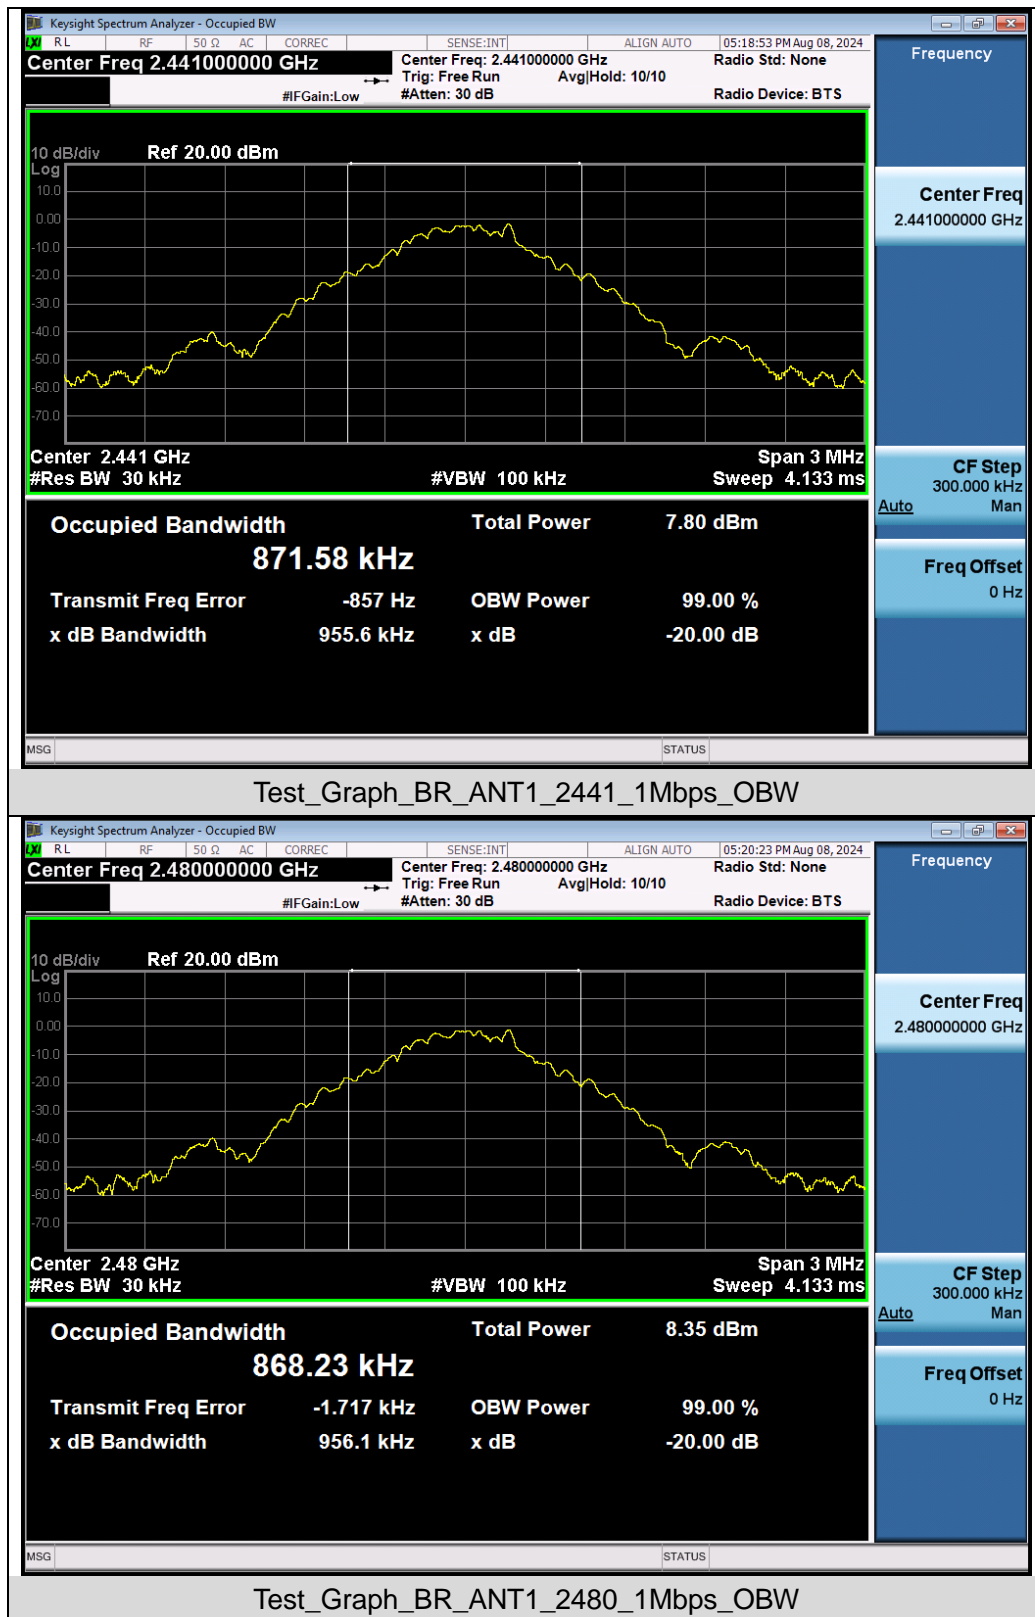 Keysight Spectrum Analyzer - Occupied BW
LXI RL RF 50 Ω AC CORREC SENSE:INT ALIGN AUTO 05:18:53 PM Aug 08, 2024
Center Freq 2.441000000 GHz
Center Freq: 2.441000000 GHz Radio Std: None
Trig: Free Run Avg|Hold: 10/10
#IFGain:Low #Atten: 30 dB Radio Device: BTS
Frequency
10 dB/div Ref 20.00 dBm
Log
10.0
0.00
-10.0
-20.0
-30.0
-40.0
-50.0
-60.0
-70.0
Center 2.441 GHz Span 3 MHz
#Res BW 30 kHz #VBW 100 kHz Sweep 4.133 ms
Center Freq
2.441000000 GHz
CF Step
300.000 kHz
Auto Man
Freq Offset
0 Hz
Occupied Bandwidth Total Power 7.80 dBm
871.58 kHz
Transmit Freq Error -857 Hz OBW Power 99.00 %
x dB Bandwidth 955.6 kHz x dB -20.00 dB
MSG STATUS
Test_Graph_BR_ANT1_2441_1Mbps_OBW
Keysight Spectrum Analyzer - Occupied BW
LXI RL RF 50 Ω AC CORREC SENSE:INT ALIGN AUTO 05:20:23 PM Aug 08, 2024
Center Freq 2.480000000 GHz
Center Freq: 2.480000000 GHz Radio Std: None
Trig: Free Run Avg|Hold: 10/10
#IFGain:Low #Atten: 30 dB Radio Device: BTS
Frequency
10 dB/div Ref 20.00 dBm
Log
10.0
0.00
-10.0
-20.0
-30.0
-40.0
-50.0
-60.0
-70.0
Center 2.48 GHz Span 3 MHz
#Res BW 30 kHz #VBW 100 kHz Sweep 4.133 ms
Center Freq
2.480000000 GHz
CF Step
300.000 kHz
Auto Man
Freq Offset
0 Hz
Occupied Bandwidth Total Power 8.35 dBm
868.23 kHz
Transmit Freq Error -1.717 kHz OBW Power 99.00 %
x dB Bandwidth 956.1 kHz x dB -20.00 dB
MSG STATUS
Test_Graph_BR_ANT1_2480_1Mbps_OBW